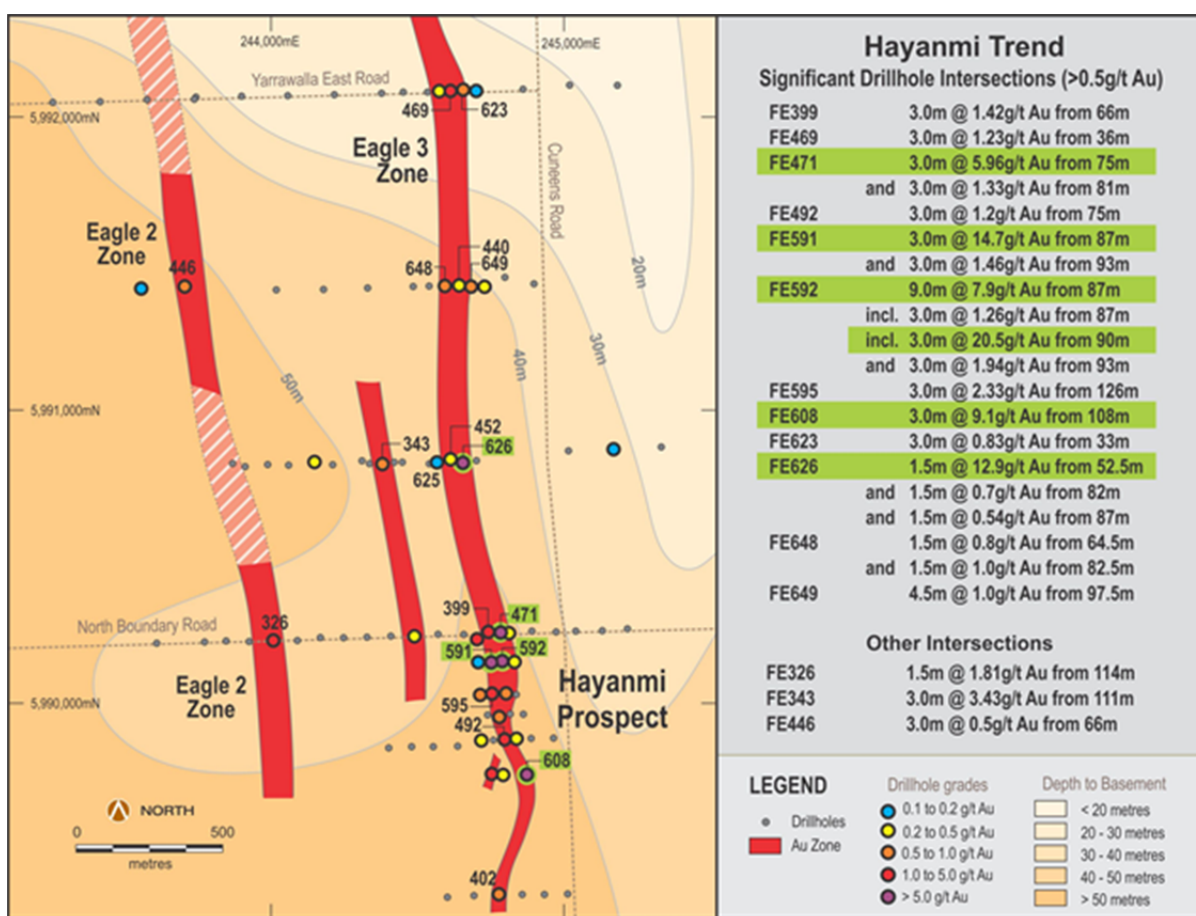 244,000mE
245,000mE
Yarrawalla East Road
469
623
5,992,000mN
Eagle 3
Zone
Cuneens Road
Eagle 2
Zone
446
440
648
649
20m
30m
40m
50m
5,991,000mN
452
343
626
625
399
471
North Boundary Road
326
591
592
Eagle 2
Zone
Hayanmi
Prospect
595
5,990,000mN
492
608
NORTH
0
500
metres
402
Hayanmi Trend
Significant Drillhole Intersections (>0.5g/t Au)
FE399 3.0m @ 1.42g/t Au from 66m
FE469 3.0m @ 1.23g/t Au from 36m
FE471 3.0m @ 5.96g/t Au from 75m
and 3.0m @ 1.33g/t Au from 81m
FE492 3.0m @ 1.2g/t Au from 75m
FE591 3.0m @ 14.7g/t Au from 87m
and 3.0m @ 1.46g/t Au from 93m
FE592 9.0m @ 7.9g/t Au from 87m
incl. 3.0m @ 1.26g/t Au from 87m
incl. 3.0m @ 20.5g/t Au from 90m
and 3.0m @ 1.94g/t Au from 93m
FE595 3.0m @ 2.33g/t Au from 126m
FE608 3.0m @ 9.1g/t Au from 108m
FE623 3.0m @ 0.83g/t Au from 33m
FE626 1.5m @ 12.9g/t Au from 52.5m
and 1.5m @ 0.7g/t Au from 82m
and 1.5m @ 0.54g/t Au from 87m
FE648 1.5m @ 0.8g/t Au from 64.5m
and 1.5m @ 1.0g/t Au from 82.5m
FE649 4.5m @ 1.0g/t Au from 97.5m
Other Intersections
FE326 1.5m @ 1.81g/t Au from 114m
FE343 3.0m @ 3.43g/t Au from 111m
FE446 3.0m @ 0.5g/t Au from 66m
LEGEND
Drillholes
Au Zone
Drillhole grades
0.1 to 0.2 g/t Au
0.2 to 0.5 g/t Au
0.5 to 1.0 g/t Au
1.0 to 5.0 g/t Au
> 5.0 g/t Au
Depth to Basement
< 20 metres
20 - 30 metres
30 - 40 metres
40 - 50 metres
> 50 metres